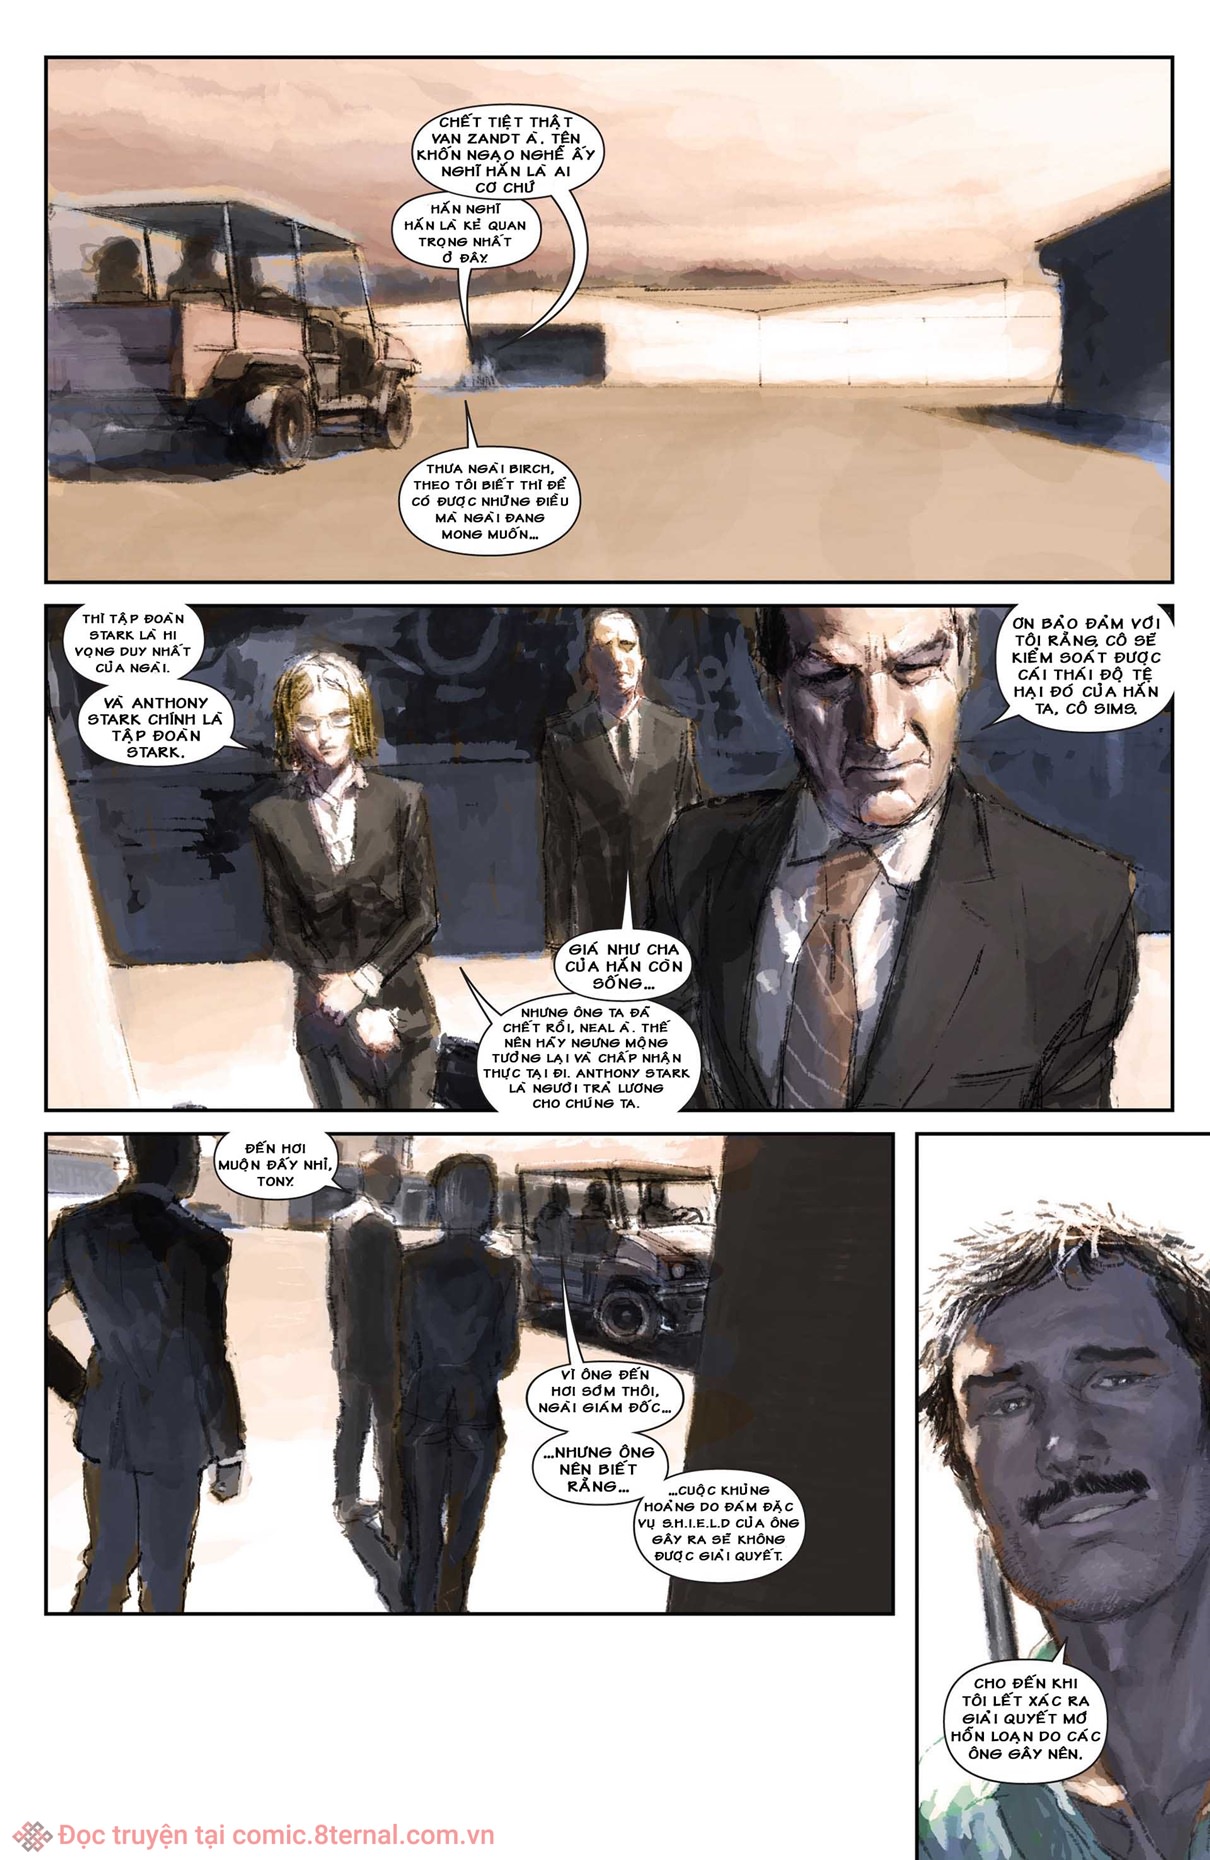 CHẾT TIỆT THẬT
VAN ZANDT À. TÊN
KHỐN NGẠO NGHỄ ẤY
NGHĨ HẮN LÀ AI
CƠ CHỨ
HẮN NGHĨ
HẮN LÀ KẺ QUAN
TRỌNG NHẤT
Ở ĐÂY.
THƯA NGÀI BIRCH,
THEO TÔI BIẾT THÌ ĐỂ
CÓ ĐƯỢC NHỮNG ĐIỀU
MÀ NGÀI ĐANG
MONG MUỐN...
THÌ TẬP ĐOÀN
STARK LÀ HI
VỌNG DUY NHẤT
CỦA NGÀI.
VÀ ANTHONY
STARK CHÍNH LÀ
TẬP ĐOÀN
STARK.
ƠN BẢO ĐẢM VỚI
TÔI RẰNG, CÔ SẼ
KIỂM SOÁT ĐƯỢC
CÁI THÁI ĐỘ TỆ
HẠI ĐÓ CỦA HẮN
TA, CÔ SIMS.
GIÁ NHƯ CHA
CỦA HẮN CÒN
SỐNG...
NHƯNG ÔNG TA ĐÃ
CHẾT RỒI, NEAL À. THẾ
NÊN HÃY NGƯNG MỘNG
TƯỞNG LẠI VÀ CHẤP NHẬN
THỰC TẠI ĐI. ANTHONY STARK
LÀ NGƯỜI TRẢ LƯƠNG
CHO CHÚNG TA.
ĐẾN HƠI
MUỘN ĐẤY NHỈ,
TONY.
VÌ ÔNG ĐẾN
HƠI SỚM THÔI,
NGÀI GIÁM ĐỐC...
...NHƯNG ÔNG
NÊN BIẾT
RẰNG...
...CUỘC KHỦNG
HOẢNG DO ĐÁM ĐẶC
VỤ S.H.I.E.L.D CỦA ÔNG
GÂY RA SẼ KHÔNG
ĐƯỢC GIẢI QUYẾT.
CHO ĐẾN KHI
TÔI LẾT XÁC RA
GIẢI QUYẾT MỚ
HỖN LOẠN DO CÁC
ÔNG GÂY NÊN.
Đọc truyện tại comic.8ternal.com.vn